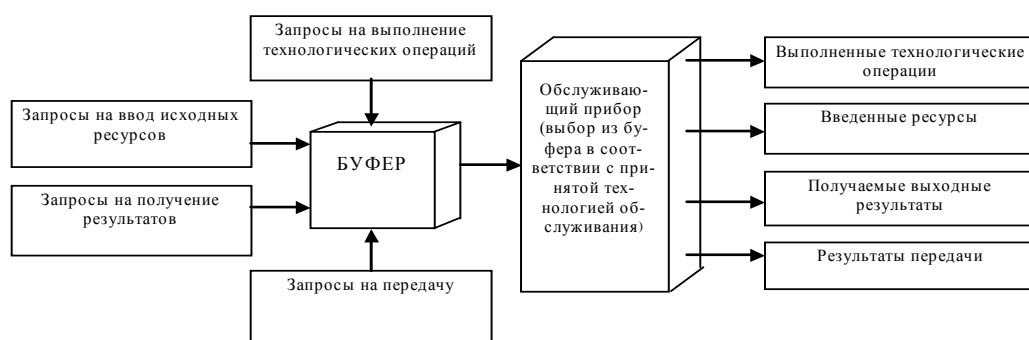 Запросы на выполнение
технологических операций
Запросы на ввод исходных
ресурсов
Запросы на получение
результатов
БУФЕР
Запросы на передачу
Обслуживаю-
щий прибор
(выбор из бу-
фера в соот-
ветствии с при-
нятой тех-
нологией об-
служивания)
Выполненные технологические
операции
Введенные ресурсы
Получаемые выходные
результаты
Результаты передачи